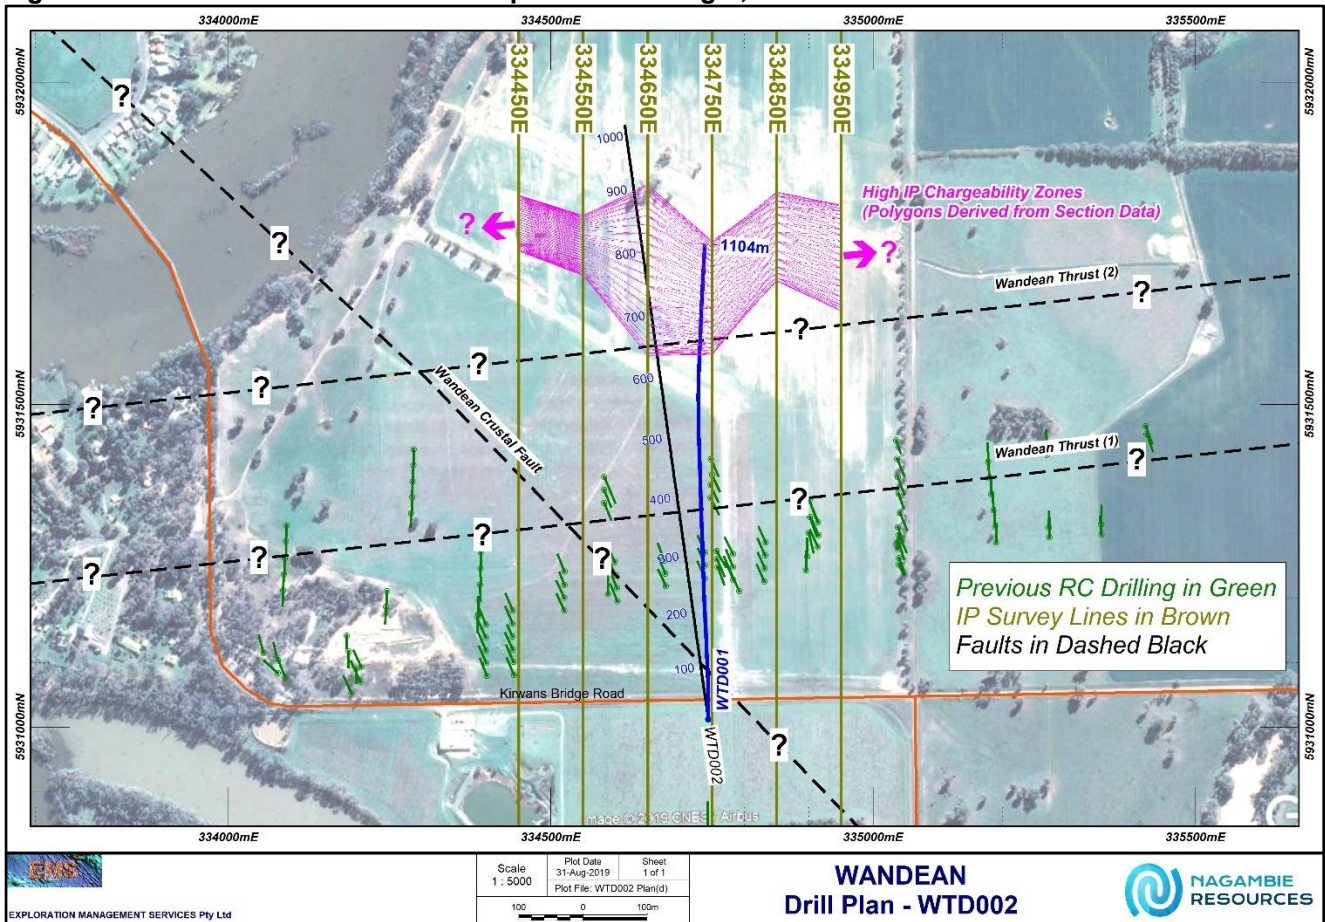 334000mE
334500mE
335000mE
335500mE
5932000mN
5932000mN
334450E
334550E
334650E
334750E
334850E
334950E
?
?
1000
900
800
700
600
500
400
300
200
100
High IP Chargeability Zones
(Polygons Derived from Section Data)
?
?
1104m
Wandean Thrust (2)
?
?
?
?
?
Wandean Crustal Fault
5931500mN
5931500mN
Wandean Thrust (1)
?
?
?
?
?
?
?
Previous RC Drilling in Green
IP Survey Lines in Brown
Faults in Dashed Black
Kirwans Bridge Road
WTD001
WTD002
5931000mN
5931000mN
334000mE
334500mE
335000mE
335500mE
EMS
EXPLORATION MANAGEMENT SERVICES Pty Ltd
Scale
1 : 5000
Plot Date
31-Aug-2019
Sheet
1 of 1
Plot File: WTD002 Plan(d)
100
0
100m
WANDEAN
Drill Plan - WTD002
NAGAMBIE
RESOURCES